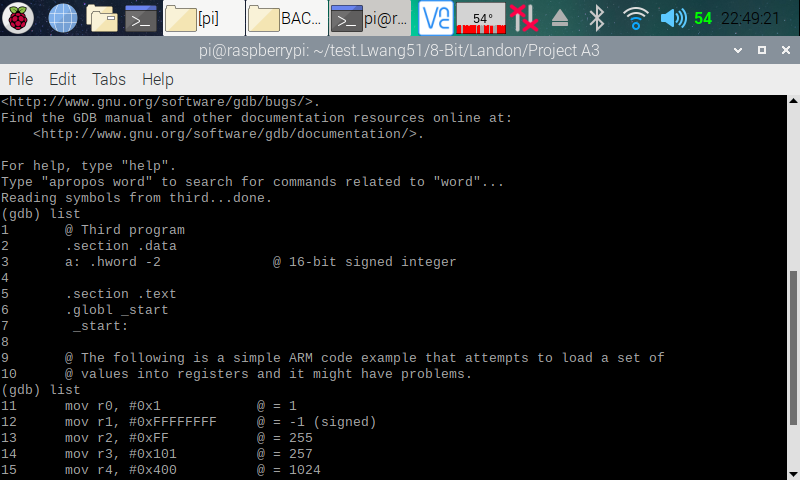 [pi]
BAC...
pi@r...
54°
54
22:49:21
pi@raspberrypi: ~/test.Lwang51/8-Bit/Landon/Project A3
File Edit Tabs Help
<http://www.gnu.org/software/gdb/bugs/>.
Find the GDB manual and other documentation resources online at:
    <http://www.gnu.org/software/gdb/documentation/>.
For help, type "help".
Type "apropos word" to search for commands related to "word"...
Reading symbols from third...done.
(gdb) list
1       @ Third program
2       .section .data
3       a: .hword -2              @ 16-bit signed integer
4
5       .section .text
6       .globl _start
7        _start:
8
9       @ The following is a simple ARM code example that attempts to load a set of
10      @ values into registers and it might have problems.
(gdb) list
11      mov r0, #0x1            @ = 1
12      mov r1, #0xFFFFFFFF     @ = -1 (signed)
13      mov r2, #0xFF           @ = 255
14      mov r3, #0x101          @ = 257
15      mov r4, #0x400          @ = 1024